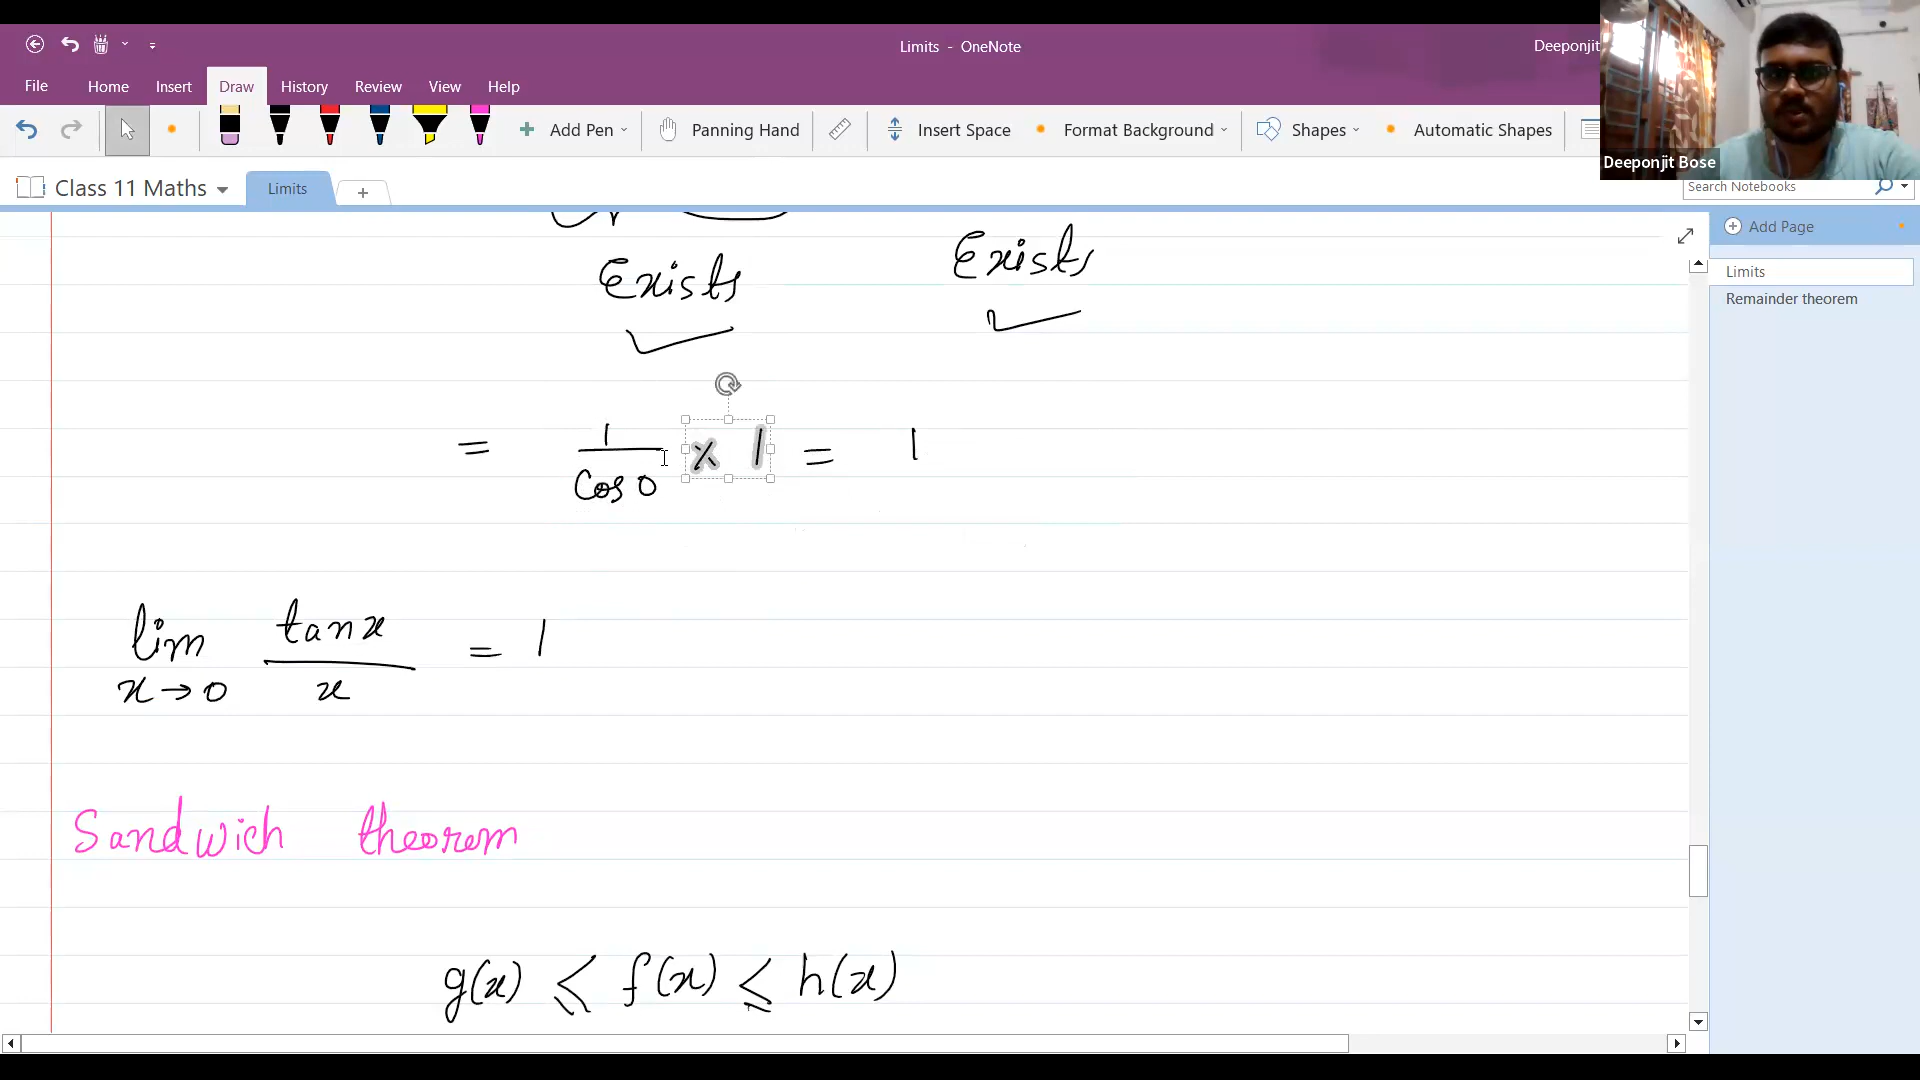 Limits - OneNote
Deeponjit
File Home Insert Draw History Review View Help
Add Pen Panning Hand Insert Space Format Background Shapes Automatic Shapes
Deeponjit Bose
Class 11 Maths Limits +
Search Notebooks
Add Page
Limits
Remainder theorem
Exists Exists
= 1/cos 0 × 1 = 1
lim x→0 tan x / x = 1
Sandwich theorem
g(x) ≤ f(x) ≤ h(x)